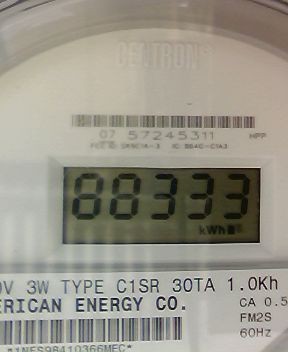 CENTRON®
07 57245311 HPP
88333
kWh
0V 3W TYPE C1SR 30TA 1.0Kh
ERICAN ENERGY CO. CA 0.5
FM2S
60Hz